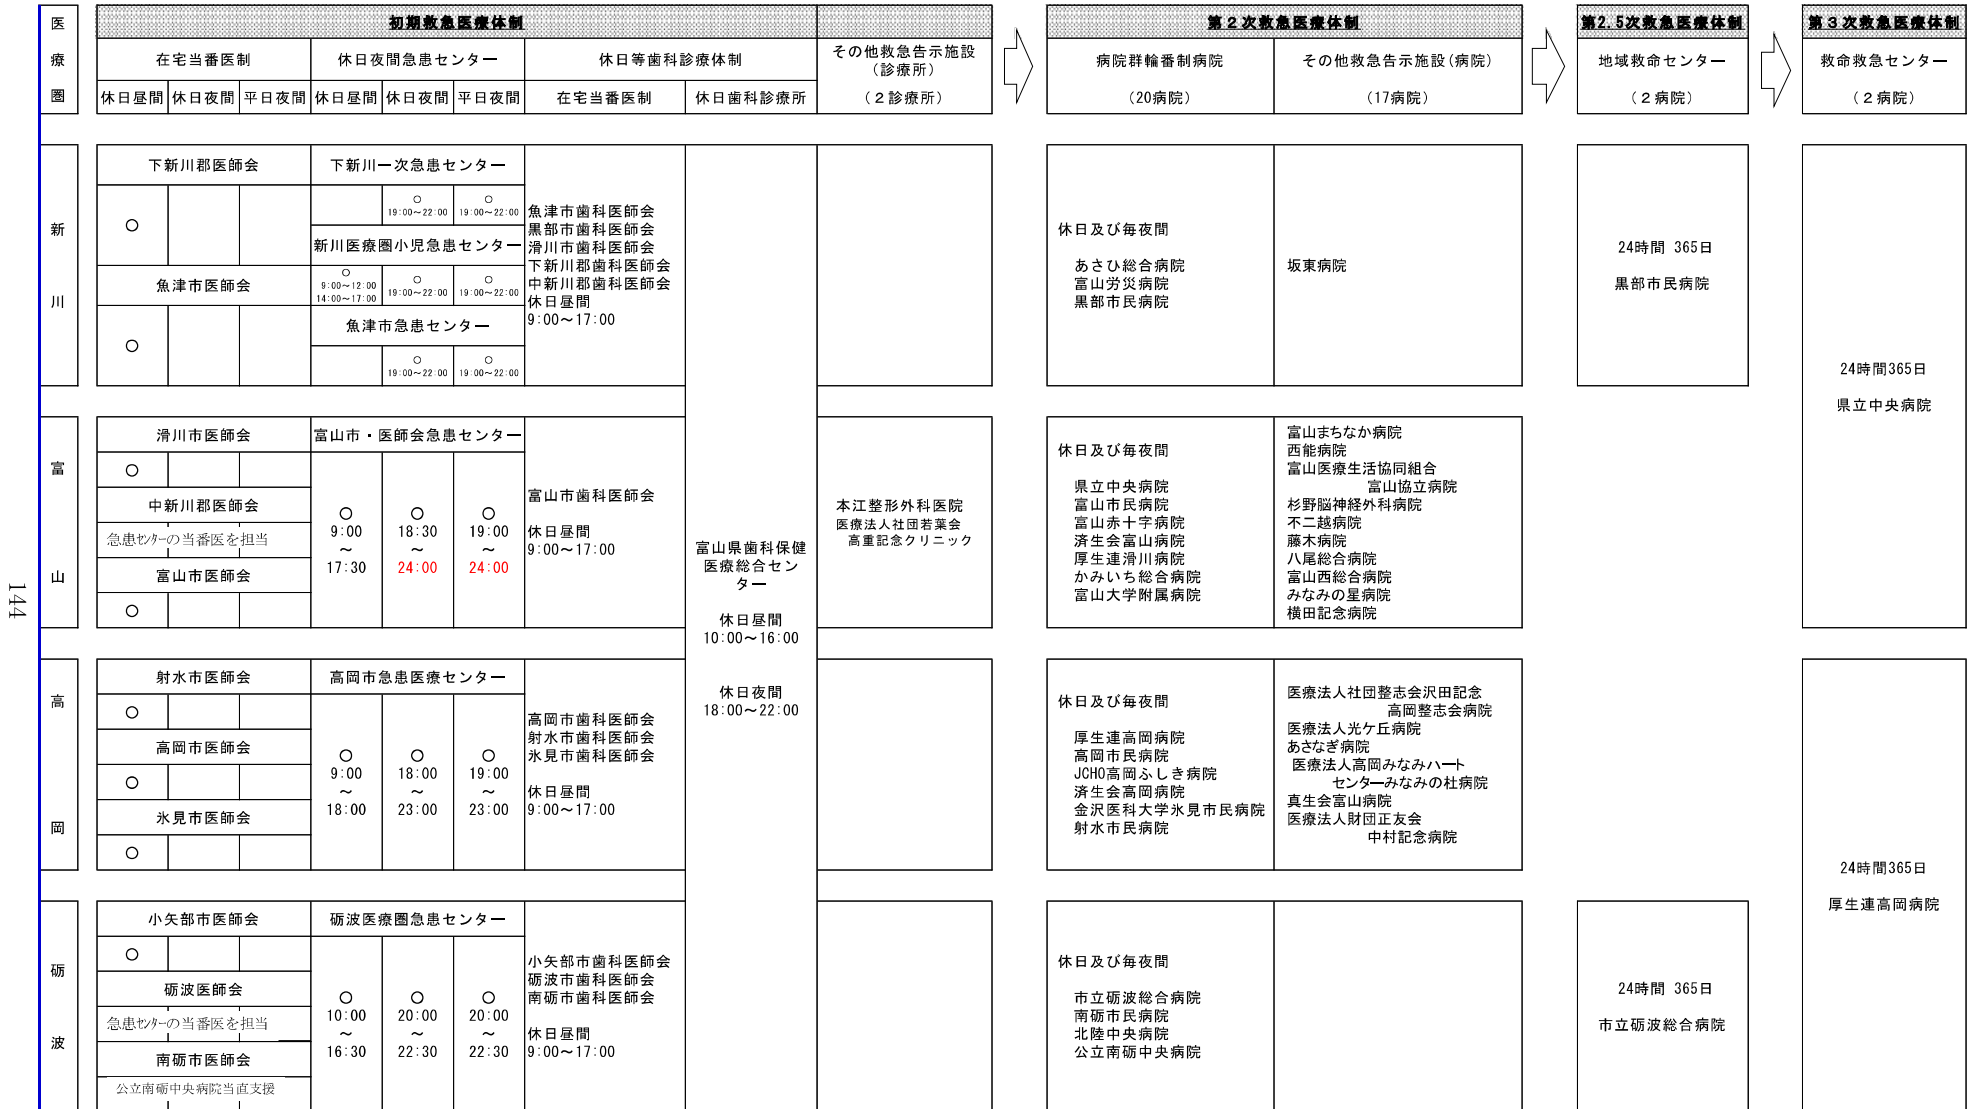 医療圏
初期救急医療体制
第２次救急医療体制
第2.5次救急医療体制
第３次救急医療体制
在宅当番医制
休日夜間急患センター
休日等歯科診療体制
その他救急告示施設
(診療所)
(２診療所)
休日昼間 休日夜間 平日夜間 休日昼間 休日夜間 平日夜間 在宅当番医制 休日歯科診療所
病院群輪番制病院
(20病院)
その他救急告示施設(病院)
(17病院)
地域救命センター
(２病院)
救命救急センター
(２病院)
新川
下新川郡医師会
○
魚津市医師会
○
下新川一次急患センター
○ ○
19:00～22:00 19:00～22:00
新川医療圏小児急患センター
○ ○ ○
9:00～12:00
14:00～17:00 19:00～22:00 19:00～22:00
魚津市急患センター
○ ○
19:00～22:00 19:00～22:00
魚津市歯科医師会
黒部市歯科医師会
滑川市歯科医師会
下新川郡歯科医師会
中新川郡歯科医師会
休日昼間
9:00～17:00
休日及び毎夜間
あさひ総合病院
富山労災病院
黒部市民病院
坂東病院
24時間 365日
黒部市民病院
24時間365日
県立中央病院
富山
滑川市医師会
○
中新川郡医師会
急患センターの当番医を担当
富山市医師会
○
富山市・医師会急患センター
○ ○ ○
9:00 18:30 19:00
～ ～ ～
17:30 24:00 24:00
富山市歯科医師会
休日昼間
9:00～17:00
富山県歯科保健
医療総合セン
ター
休日昼間
10:00～16:00
休日夜間
18:00～22:00
本江整形外科医院
医療法人社団若葉会
高重記念クリニック
休日及び毎夜間
県立中央病院
富山市民病院
富山赤十字病院
済生会富山病院
厚生連滑川病院
かみいち総合病院
富山大学附属病院
富山まちなか病院
西能病院
富山医療生活協同組合
富山協立病院
杉野脳神経外科病院
不二越病院
藤木病院
八尾総合病院
富山西総合病院
みなみの星病院
横田記念病院
144
高岡
射水市医師会
○
高岡市医師会
○
氷見市医師会
○
高岡市急患医療センター
○ ○ ○
9:00 18:00 19:00
～ ～ ～
18:00 23:00 23:00
高岡市歯科医師会
射水市歯科医師会
氷見市歯科医師会
休日昼間
9:00～17:00
休日及び毎夜間
厚生連高岡病院
高岡市民病院
JCHO高岡ふしき病院
済生会高岡病院
金沢医科大学氷見市民病院
射水市民病院
医療法人社団整志会沢田記念
高岡整志会病院
医療法人光ケ丘病院
あさなぎ病院
医療法人高岡みなみハート
センターみなみの杜病院
真生会富山病院
医療法人財団正友会
中村記念病院
24時間365日
厚生連高岡病院
砺波
小矢部市医師会
○
砺波医師会
急患センターの当番医を担当
南砺市医師会
公立南砺中央病院当直支援
砺波医療圏急患センター
○ ○ ○
10:00 20:00 20:00
～ ～ ～
16:30 22:30 22:30
小矢部市歯科医師会
砺波市歯科医師会
南砺市歯科医師会
休日昼間
9:00～17:00
休日及び毎夜間
市立砺波総合病院
南砺市民病院
北陸中央病院
公立南砺中央病院
24時間 365日
市立砺波総合病院